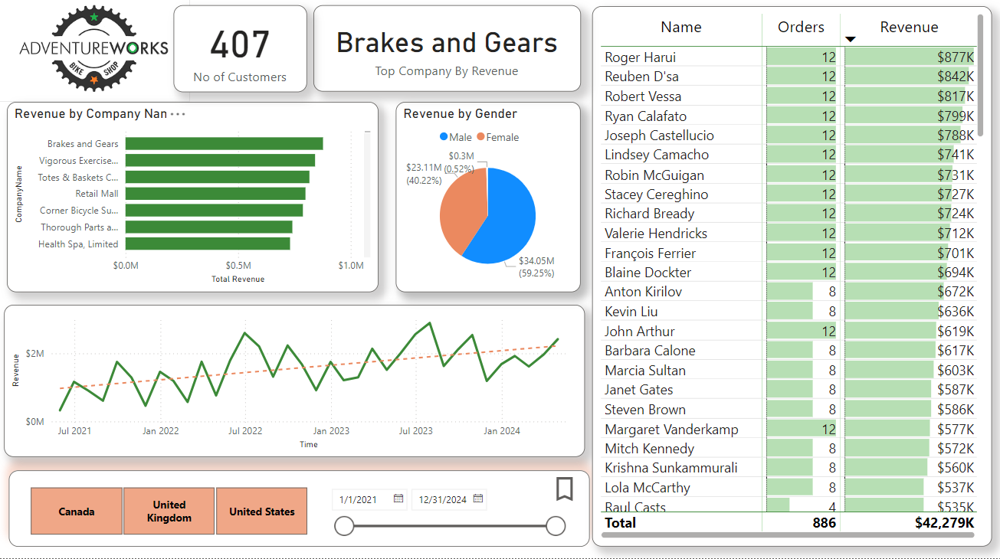 ADVENTUREWORKS
BIKE SHOP
407
No of Customers
Brakes and Gears
Top Company By Revenue
Revenue by Company Nan ...
CompanyName
Brakes and Gears
Vigorous Exercise...
Totes & Baskets C...
Retail Mall
Corner Bicycle Su...
Thorough Parts a...
Health Spa, Limited
$0.0M $0.5M $1.0M
Total Revenue
Revenue by Gender
Male Female
$0.3M
(0.52%)
$23.11M
(40.22%)
$34.05M
(59.25%)
Revenue
$2M
$0M
Jul 2021 Jan 2022 Jul 2022 Jan 2023 Jul 2023 Jan 2024
Time
Canada
United
Kingdom
United States
1/1/2021 12/31/2024
Name Orders Revenue
Roger Harui 12 $877K
Reuben D'sa 12 $842K
Robert Vessa 12 $817K
Ryan Calafato 12 $799K
Joseph Castellucio 12 $788K
Lindsey Camacho 12 $741K
Robin McGuigan 12 $731K
Stacey Cereghino 12 $727K
Richard Bready 12 $724K
Valerie Hendricks 12 $712K
François Ferrier 12 $701K
Blaine Dockter 12 $694K
Anton Kirilov 8 $672K
Kevin Liu 8 $636K
John Arthur 12 $619K
Barbara Calone 8 $617K
Marcia Sultan 8 $603K
Janet Gates 8 $587K
Steven Brown 8 $586K
Margaret Vanderkamp 12 $577K
Mitch Kennedy 8 $572K
Krishna Sunkammurali 8 $560K
Lola McCarthy 8 $537K
Raul Casts 4 $535K
Total 886 $42,279K